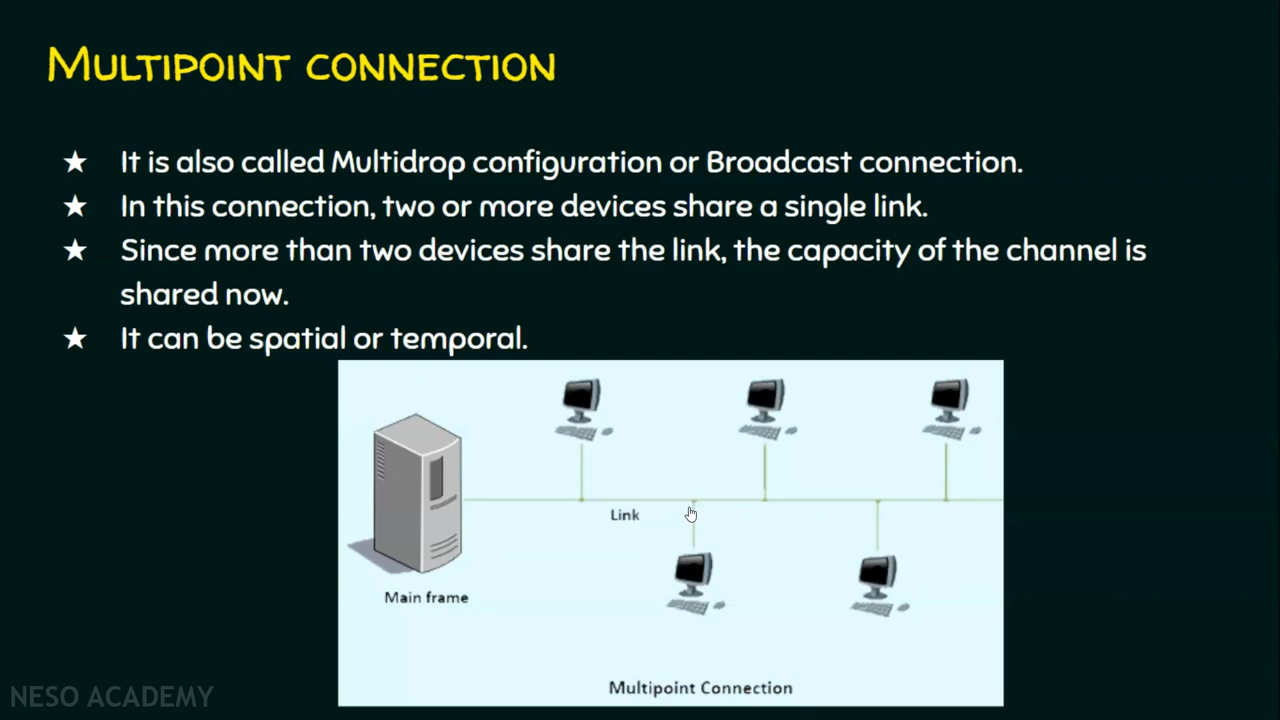 MULTIPOINT CONNECTION
★ It is also called Multidrop configuration or Broadcast connection.
★ In this connection, two or more devices share a single link.
★ Since more than two devices share the link, the capacity of the channel is
shared now.
★ It can be spatial or temporal.
Link
Main frame
Multipoint Connection
NESO ACADEMY